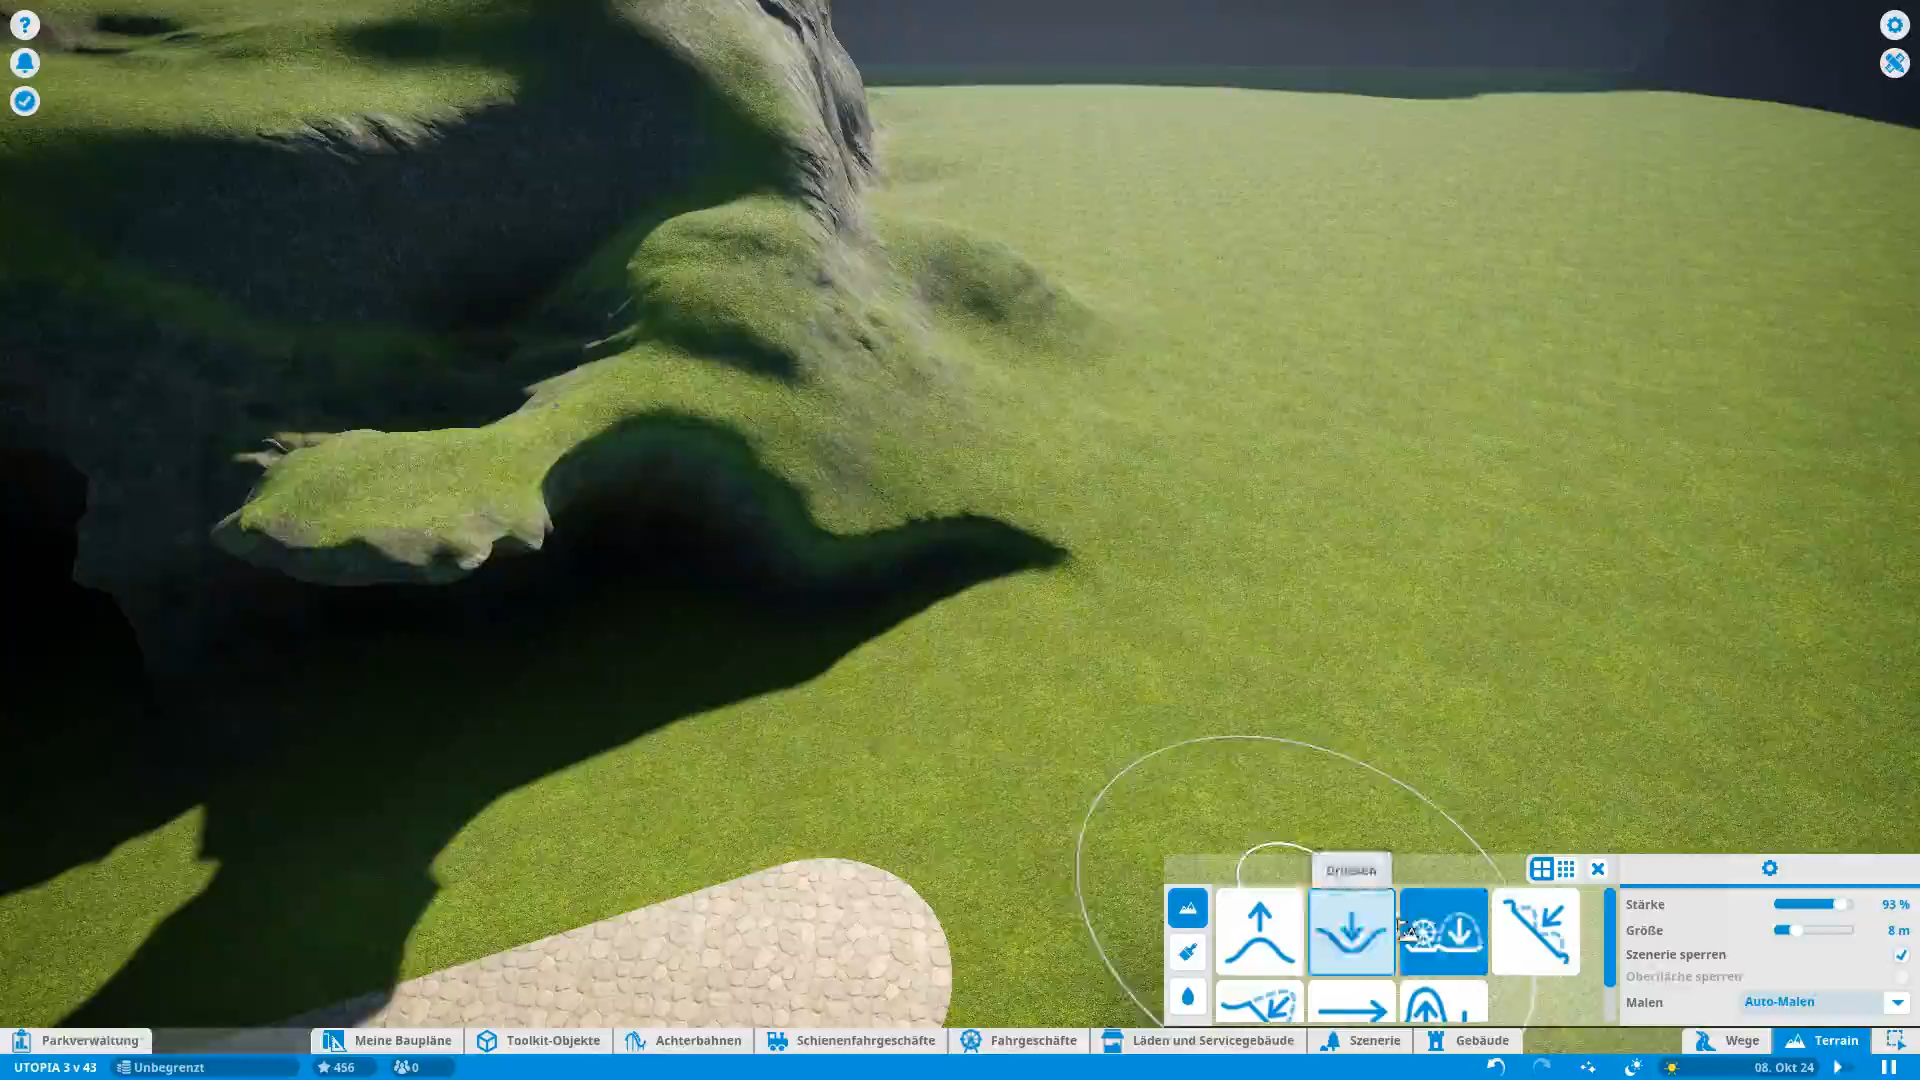 Drücken
Stärke
93 %
Größe
8 m
Szenerie sperren
Oberfläche sperren
Malen
Auto-Malen
Parkverwaltung
Meine Baupläne
Toolkit-Objekte
Achterbahnen
Schienenfahrgeschäfte
Fahrgeschäfte
Läden und Servicegebäude
Szenerie
Gebäude
Wege
Terrain
UTOPIA 3 v 43
Unbegrenzt
456
0
08. Okt 24